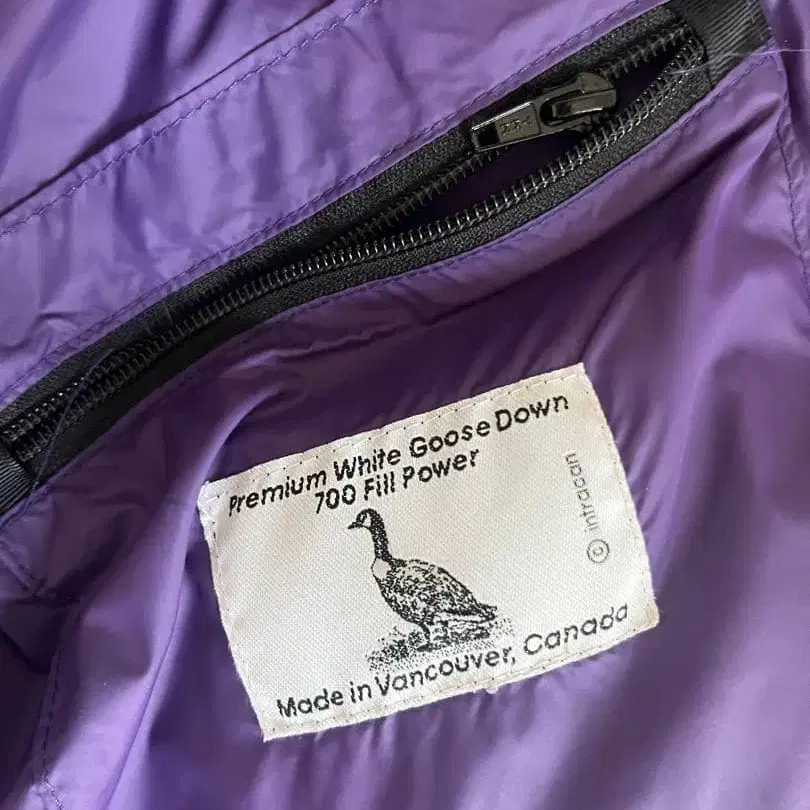 Premium White Goose Down
700 Fill Power
© intracan
Made in Vancouver, Canada